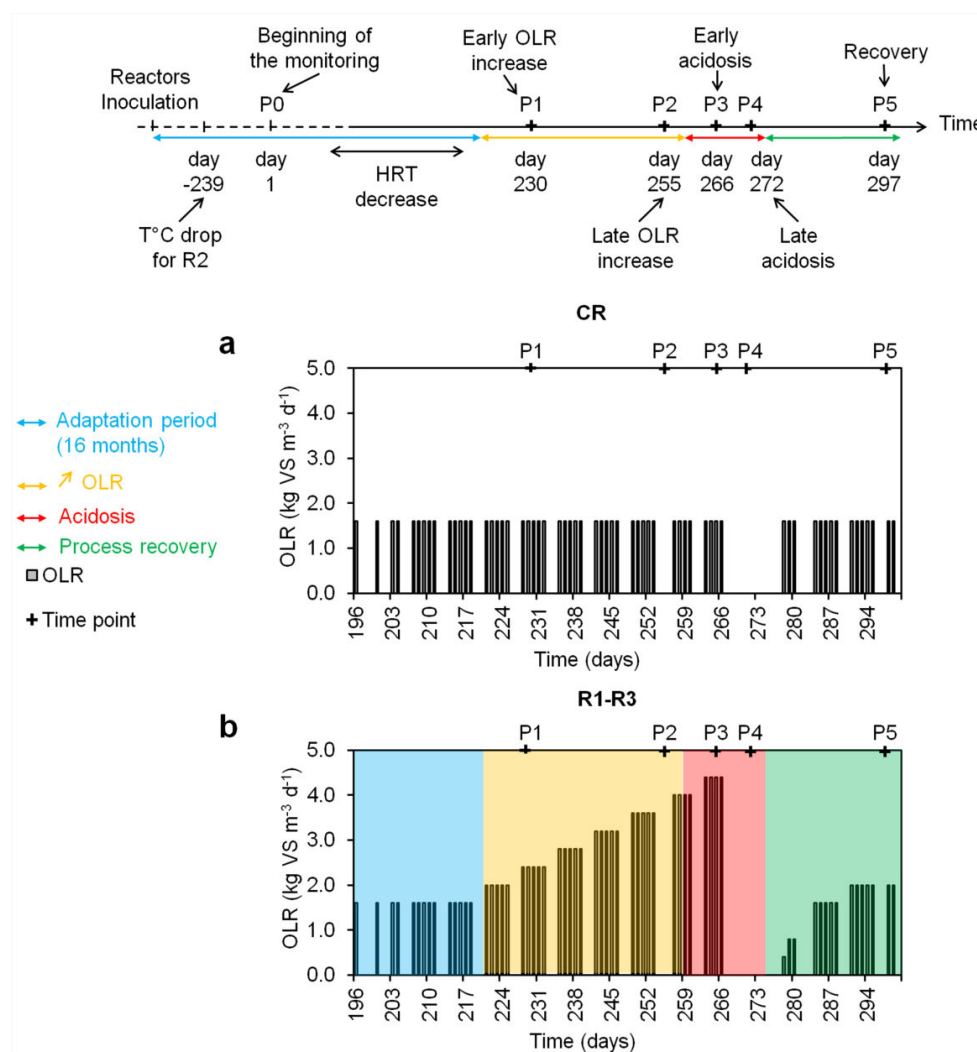 Beginning of
the monitoring
Early OLR
increase
Early
acidosis
Recovery
Reactors
Inoculation
P0
P1
P2
P3
P4
P5
Time
day
-239
day
1
HRT
decrease
day
230
day
255
day
266
day
272
day
297
T°C drop
for R2
Late OLR
increase
Late
acidosis
Adaptation period
(16 months)
OLR
Acidosis
Process recovery
OLR
Time point
CR
a
P1
P2
P3
P4
P5
OLR (kg VS m-3 d-1)
5.0
4.0
3.0
2.0
1.0
0.0
196
203
210
217
224
231
238
245
252
259
266
273
280
287
294
Time (days)
R1-R3
b
P1
P2
P3
P4
P5
OLR (kg VS m-3 d-1)
5.0
4.0
3.0
2.0
1.0
0.0
196
203
210
217
224
231
238
245
252
259
266
273
280
287
294
Time (days)